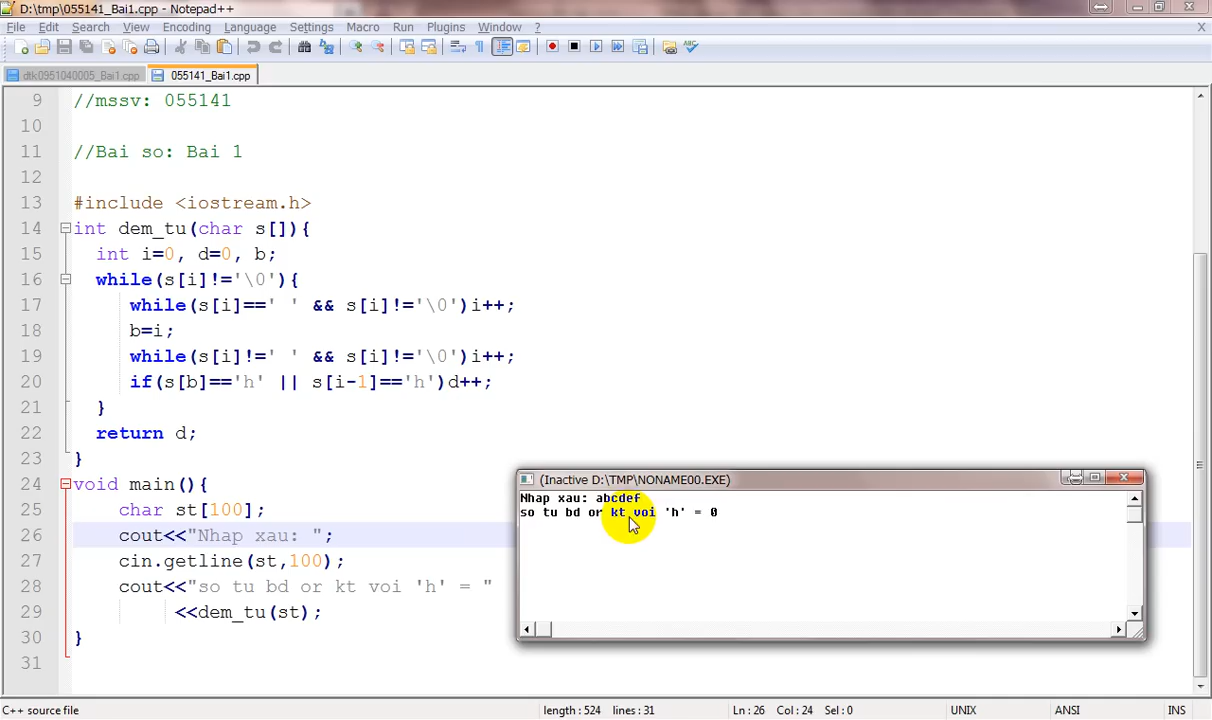 D:\tmp\055141_Bai1.cpp - Notepad++
File Edit Search View Encoding Language Settings Macro Run Plugins Window ? X
dtk0951040005_Bai1.cpp 055141_Bai1.cpp
9 //mssv: 055141
10
11 //Bai so: Bai 1
12
13 #include <iostream.h>
14 int dem_tu(char s[]){
15 int i=0, d=0, b;
16 while(s[i]!='\0'){
17 while(s[i]==' ' && s[i]!='\0')i++;
18 b=i;
19 while(s[i]!=' ' && s[i]!='\0')i++;
20 if(s[b]=='h' || s[i-1]=='h')d++;
21 }
22 return d;
23 }
24 void main(){
25 char st[100];
26 cout<<"Nhap xau: ";
27 cin.getline(st,100);
28 cout<<"so tu bd or kt voi 'h' = "
29 <<dem_tu(st);
30 }
31
(Inactive D:\TMP\NONAME00.EXE)
Nhap xau: abcdef
so tu bd or kt voi 'h' = 0
C++ source file length : 524 lines : 31 Ln : 26 Col : 24 Sel : 0 UNIX ANSI INS